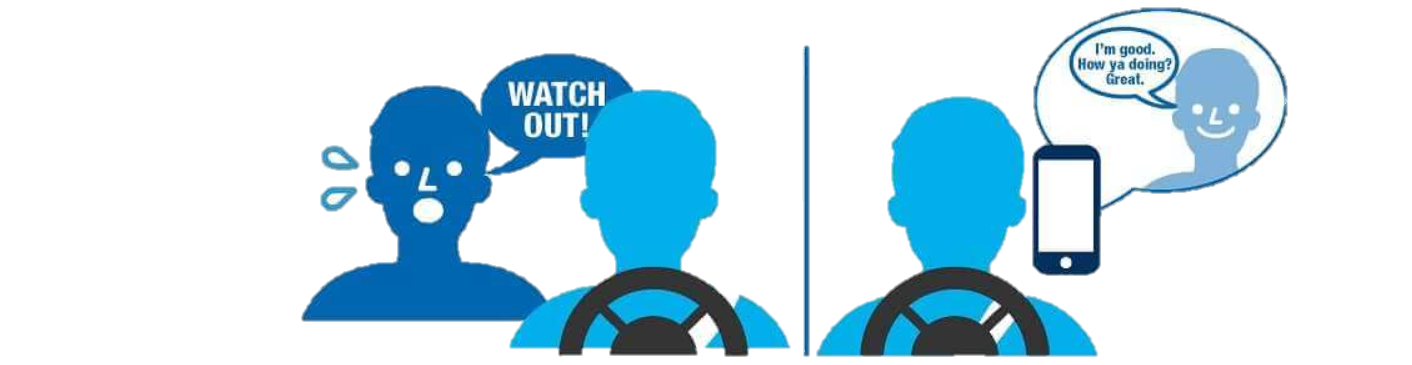 WATCH
OUT!
I'm good.
How ya doing?
Great.